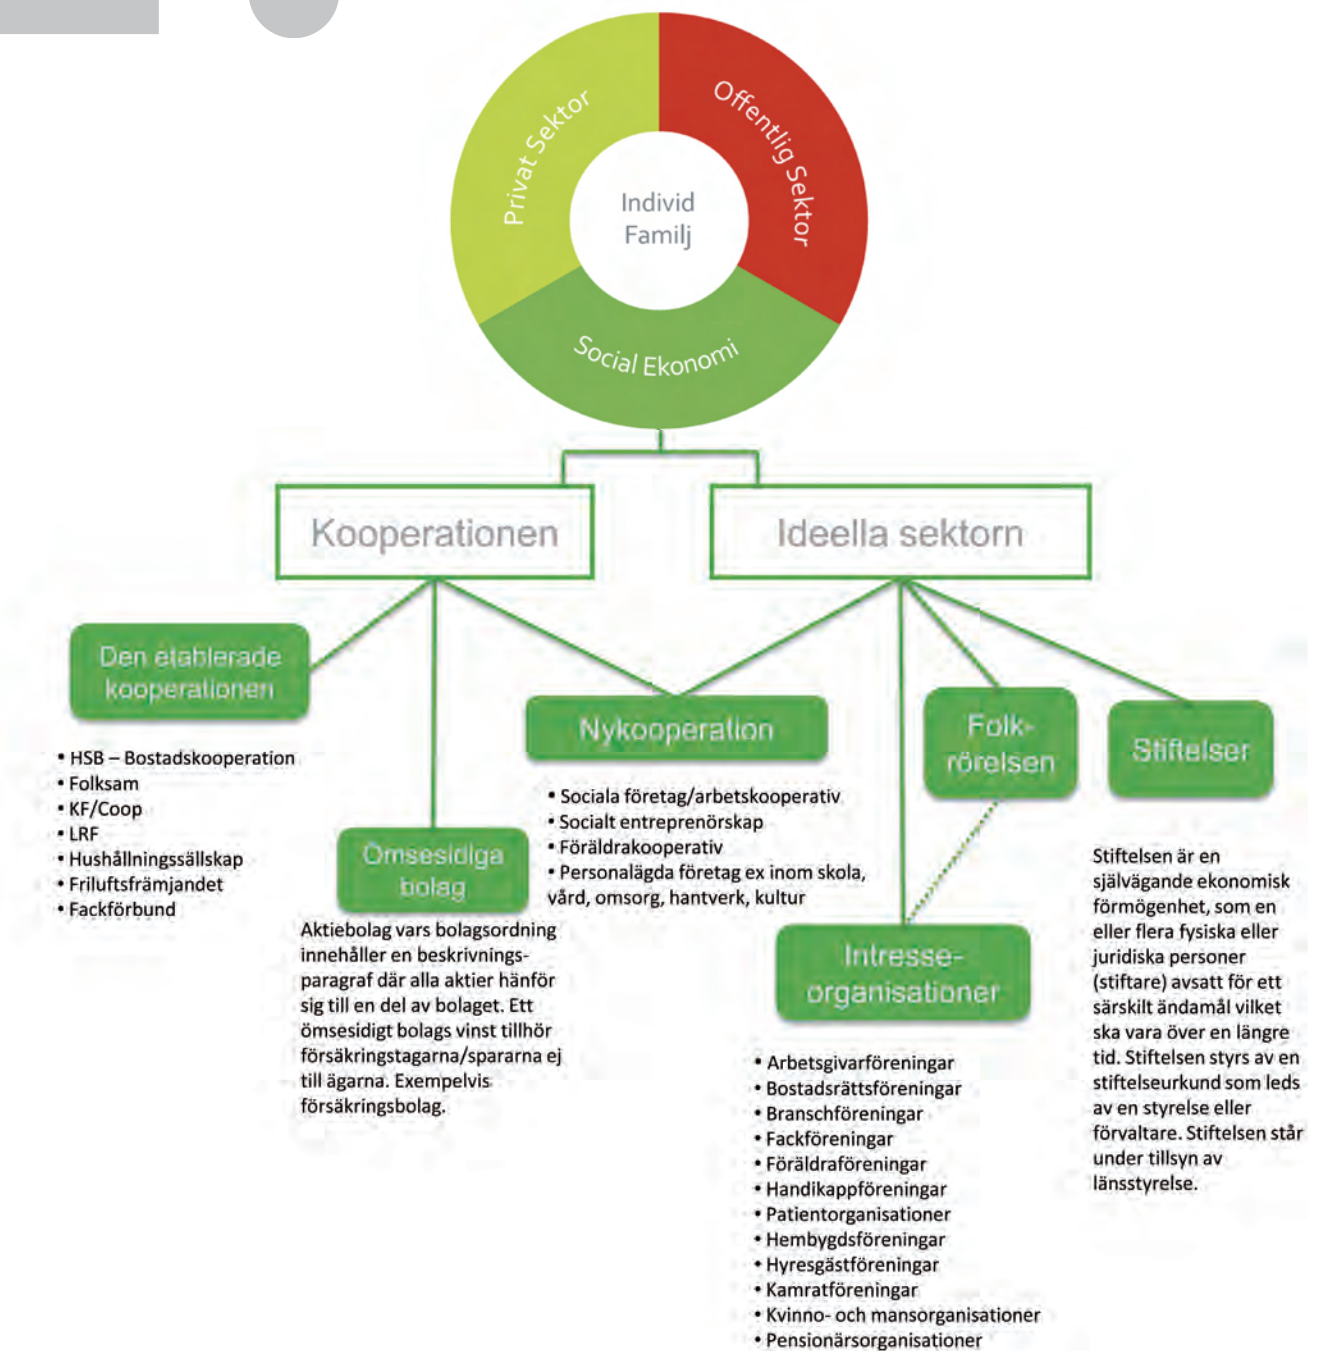 Privat Sektor
Offentlig Sektor
Individ
Familj
Social Ekonomi
Kooperationen
Ideella sektorn
Den etablerade
kooperationen
• HSB – Bostadskooperation
• Folksam
• KF/Coop
• LRF
• Hushållningssällskap
• Friluftsfrämjandet
• Fackförbund
Ömsesidiga
bolag
Aktiebolag vars bolagsordning
innehåller en beskrivnings-
paragraf där alla aktier hänför
sig till en del av bolaget. Ett
ömsesidigt bolags vinst tillhör
försäkringstagarna/spararna ej
till ägarna. Exempelvis
försäkringsbolag.
Nykooperation
• Sociala företag/arbetskooperativ
• Socialt entreprenörskap
• Föräldrakooperativ
• Personalägda företag ex inom skola,
vård, omsorg, hantverk, kultur
Folk-
rörelsen
Intresse-
organisationer
• Arbetsgivarföreningar
• Bostadsrättsföreningar
• Branschföreningar
• Fackföreningar
• Föräldraföreningar
• Handikappföreningar
• Patientorganisationer
• Hembygdsföreningar
• Hyresgästföreningar
• Kamratföreningar
• Kvinno- och mansorganisationer
• Pensionärsorganisationer
Stiftelser
Stiftelsen är en
självägande ekonomisk
förmögenhet, som en
eller flera fysiska eller
juridiska personer
(stiftare) avsatt för ett
särskilt ändamål vilket
ska vara över en längre
tid. Stiftelsen styrs av en
stiftelseurkund som leds
av en styrelse eller
förvaltare. Stiftelsen står
under tillsyn av
länsstyrelse.